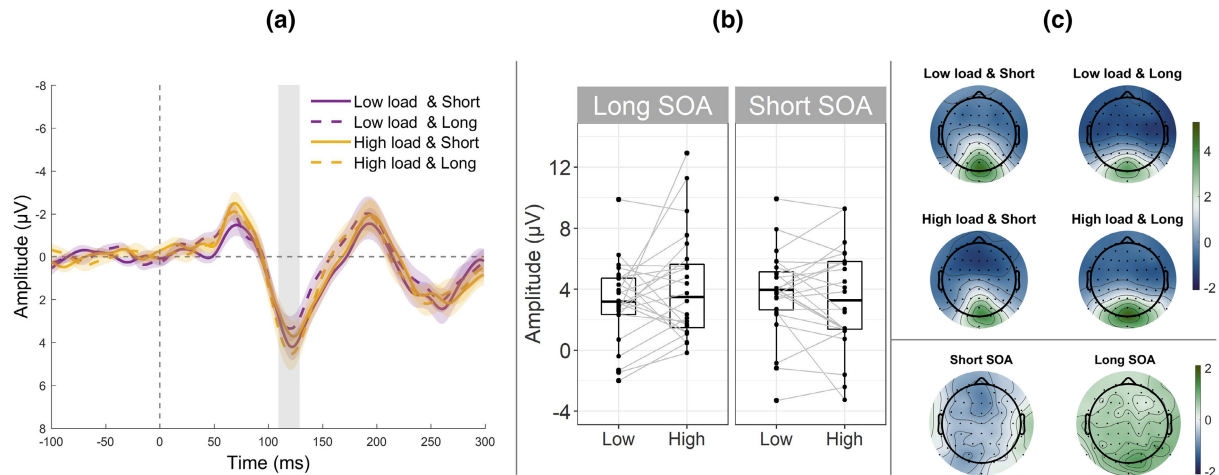 (a)
-8
-6
-4
-2
0
2
4
6
8
Amplitude (µV)
-100
-50
0
50
100
150
200
250
300
Time (ms)
Low load & Short
Low load & Long
High load & Short
High load & Long
(b)
Long SOA
Short SOA
Amplitude (µV)
12
8
4
0
-4
Low
High
Low
High
(c)
Low load & Short
Low load & Long
High load & Short
High load & Long
4
2
0
-2
Short SOA
Long SOA
2
0
-2